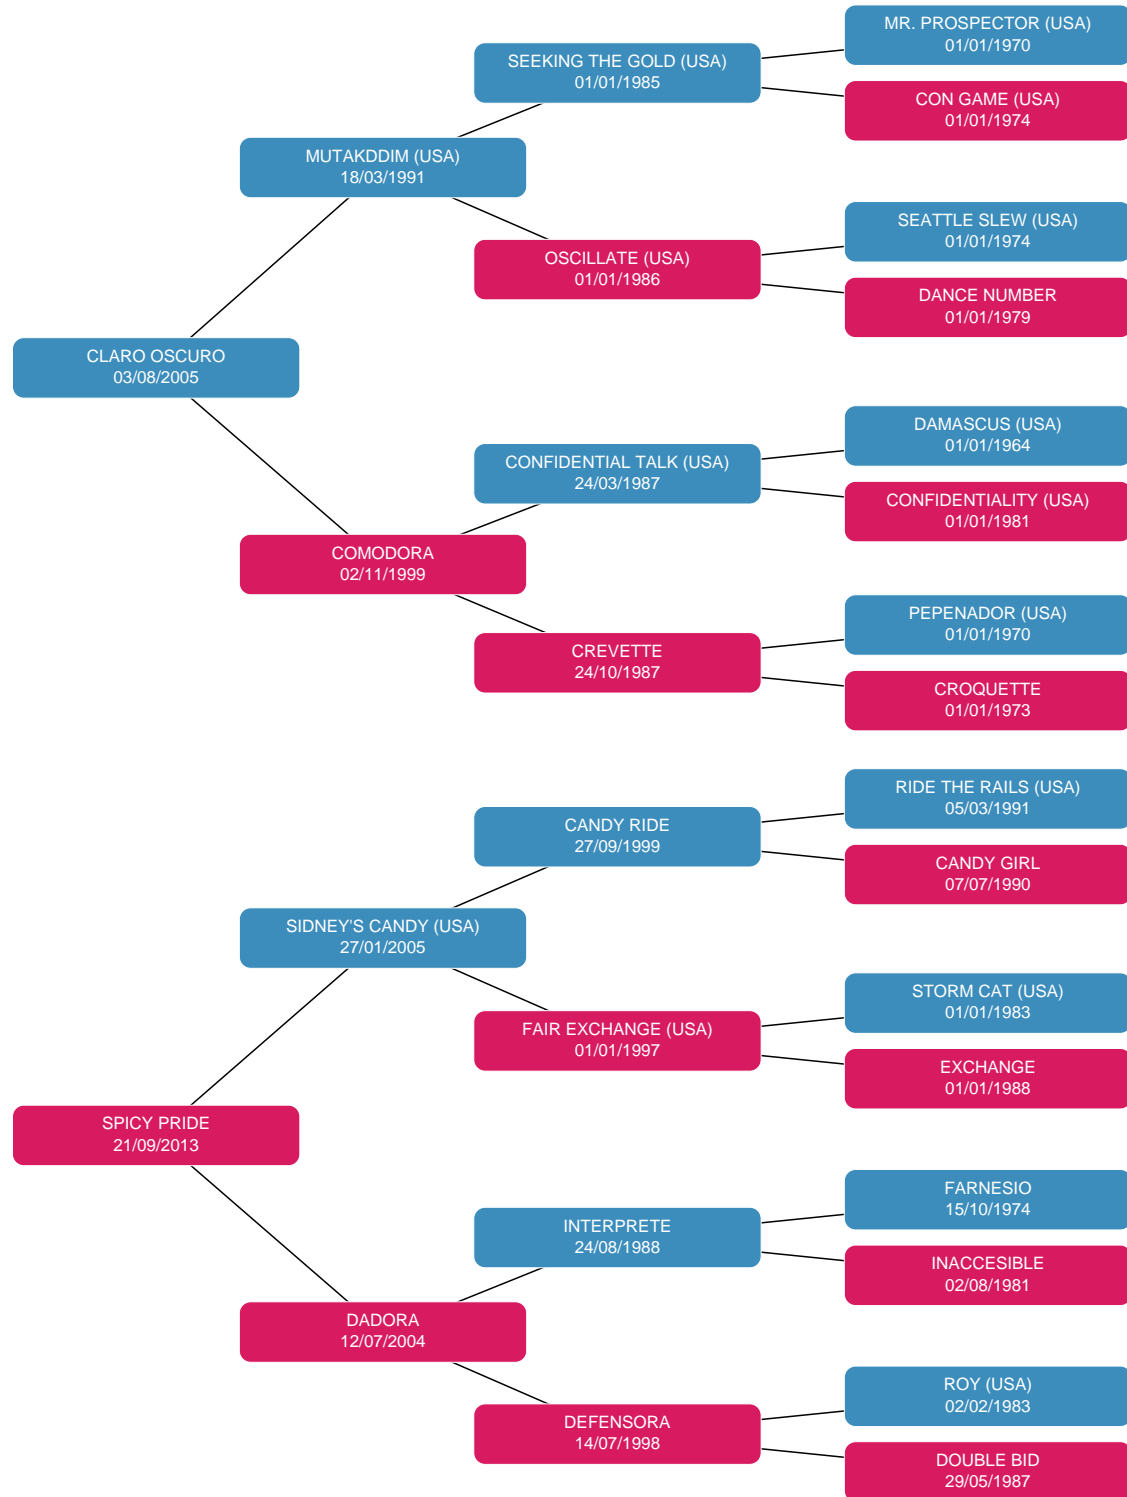 MR. PROSPECTOR (USA)
01/01/1970
SEEKING THE GOLD (USA)
01/01/1985
CON GAME (USA)
01/01/1974
MUTAKDDIM (USA)
18/03/1991
SEATTLE SLEW (USA)
01/01/1974
OSCILLATE (USA)
01/01/1986
DANCE NUMBER
01/01/1979
CLARO OSCURO
03/08/2005
DAMASCUS (USA)
01/01/1964
CONFIDENTIAL TALK (USA)
24/03/1987
CONFIDENTIALITY (USA)
01/01/1981
COMODORA
02/11/1999
PEPENADOR (USA)
01/01/1970
CREVETTE
24/10/1987
CROQUETTE
01/01/1973
RIDE THE RAILS (USA)
05/03/1991
CANDY RIDE
27/09/1999
CANDY GIRL
07/07/1990
SIDNEY'S CANDY (USA)
27/01/2005
STORM CAT (USA)
01/01/1983
FAIR EXCHANGE (USA)
01/01/1997
EXCHANGE
01/01/1988
SPICY PRIDE
21/09/2013
FARNESIO
15/10/1974
INTERPRETE
24/08/1988
INACCESIBLE
02/08/1981
DADORA
12/07/2004
ROY (USA)
02/02/1983
DEFENSORA
14/07/1998
DOUBLE BID
29/05/1987